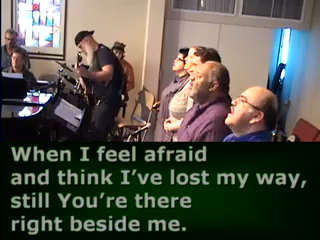 When I feel afraid
and think I've lost my way,
still You're there
right beside me.